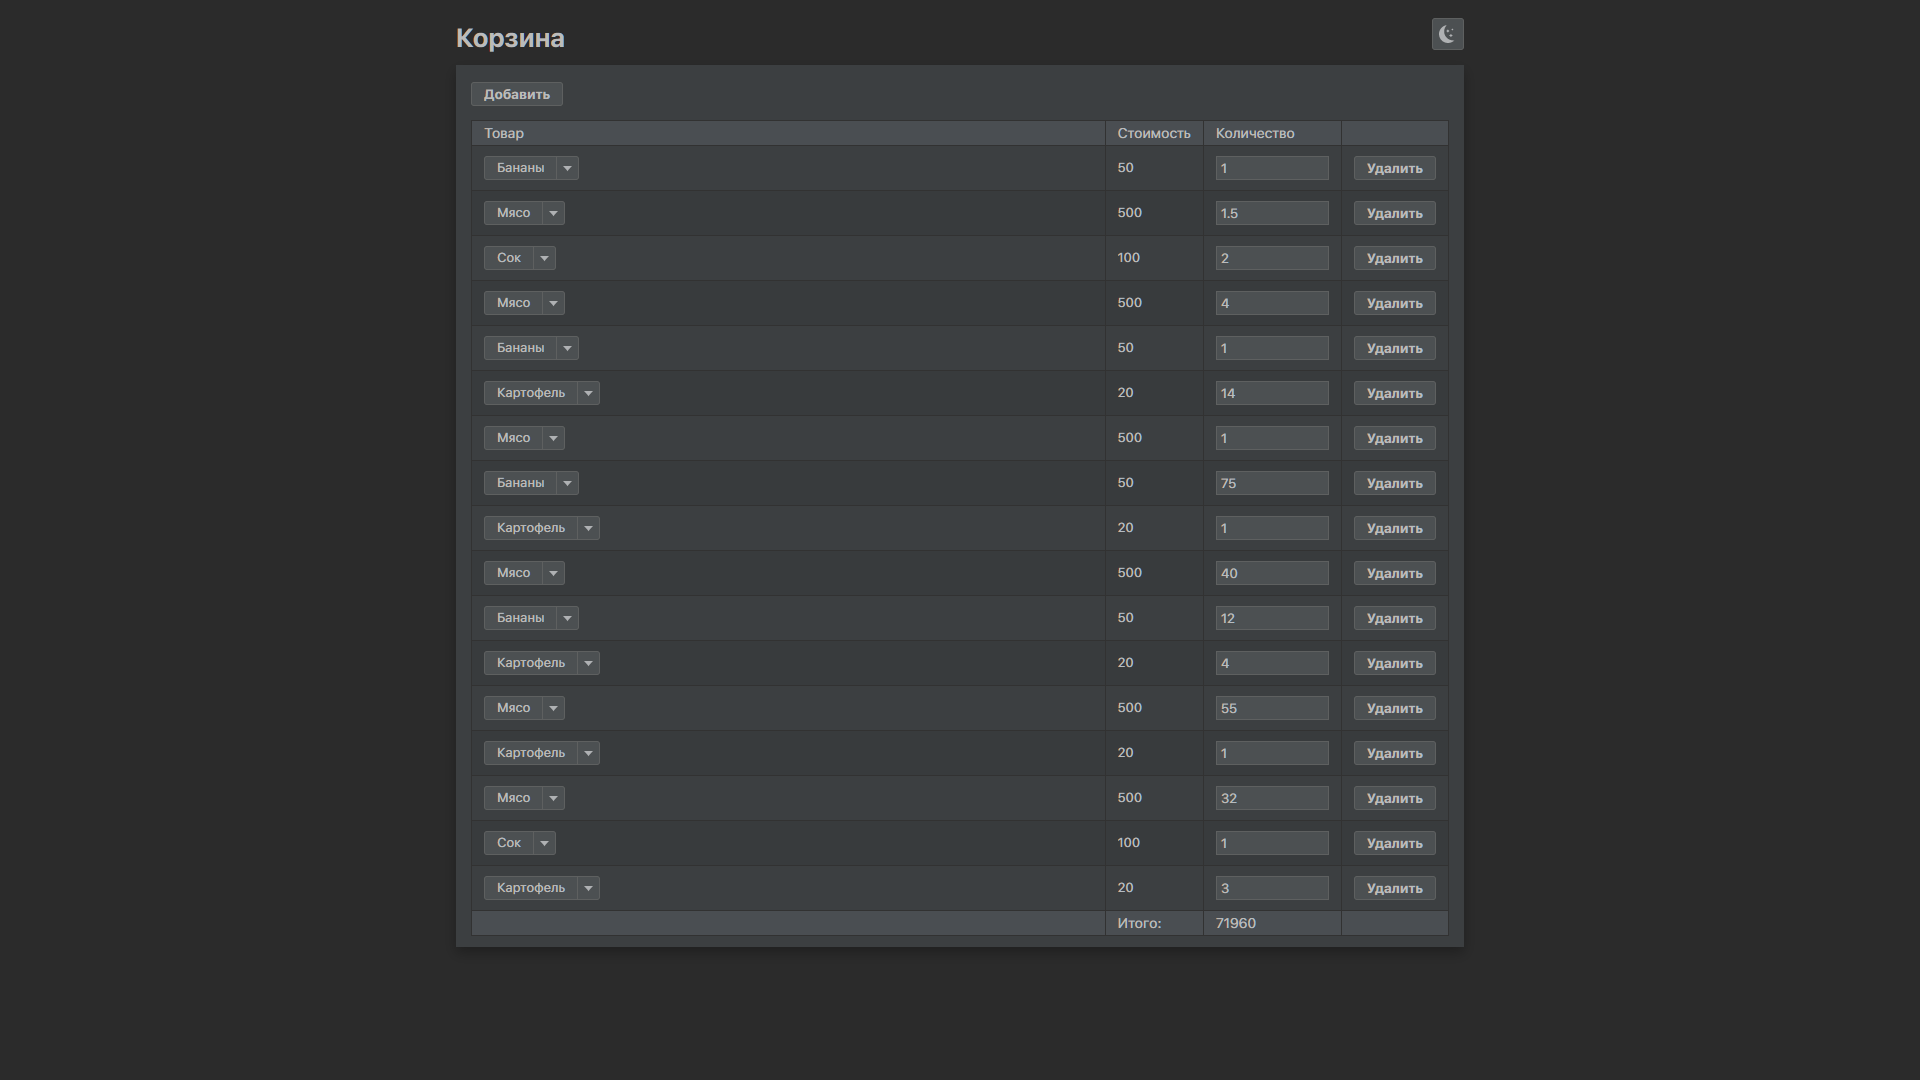 Корзина
Добавить
Товар Стоимость Количество
Бананы 50 1 Удалить
Мясо 500 1.5 Удалить
Сок 100 2 Удалить
Мясо 500 4 Удалить
Бананы 50 1 Удалить
Картофель 20 14 Удалить
Мясо 500 1 Удалить
Бананы 50 75 Удалить
Картофель 20 1 Удалить
Мясо 500 40 Удалить
Бананы 50 12 Удалить
Картофель 20 4 Удалить
Мясо 500 55 Удалить
Картофель 20 1 Удалить
Мясо 500 32 Удалить
Сок 100 1 Удалить
Картофель 20 3 Удалить
Итого: 71960